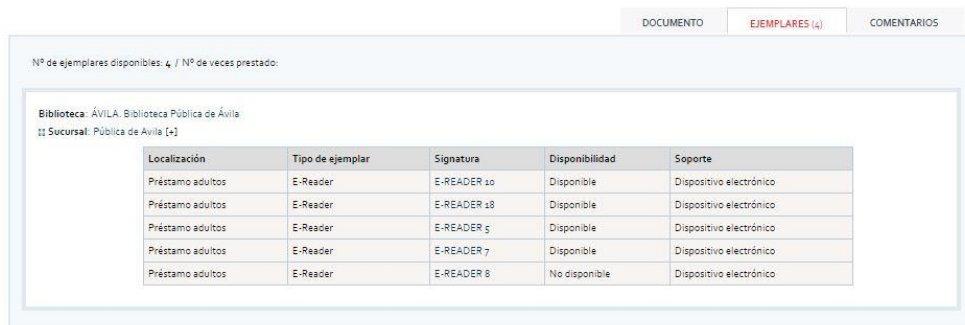 DOCUMENTO EJEMPLARES (4) COMENTARIOS
Nº de ejemplares disponibles: 4 / Nº de veces prestado:
Biblioteca: ÁVILA. Biblioteca Pública de Ávila
Sucursal: Pública de Avila [+]
Localización Tipo de ejemplar Signatura Disponibilidad Soporte
Préstamo adultos E-Reader E-READER 10 Disponible Dispositivo electrónico
Préstamo adultos E-Reader E-READER 18 Disponible Dispositivo electrónico
Préstamo adultos E-Reader E-READER 5 Disponible Dispositivo electrónico
Préstamo adultos E-Reader E-READER 7 Disponible Dispositivo electrónico
Préstamo adultos E-Reader E-READER 8 No disponible Dispositivo electrónico